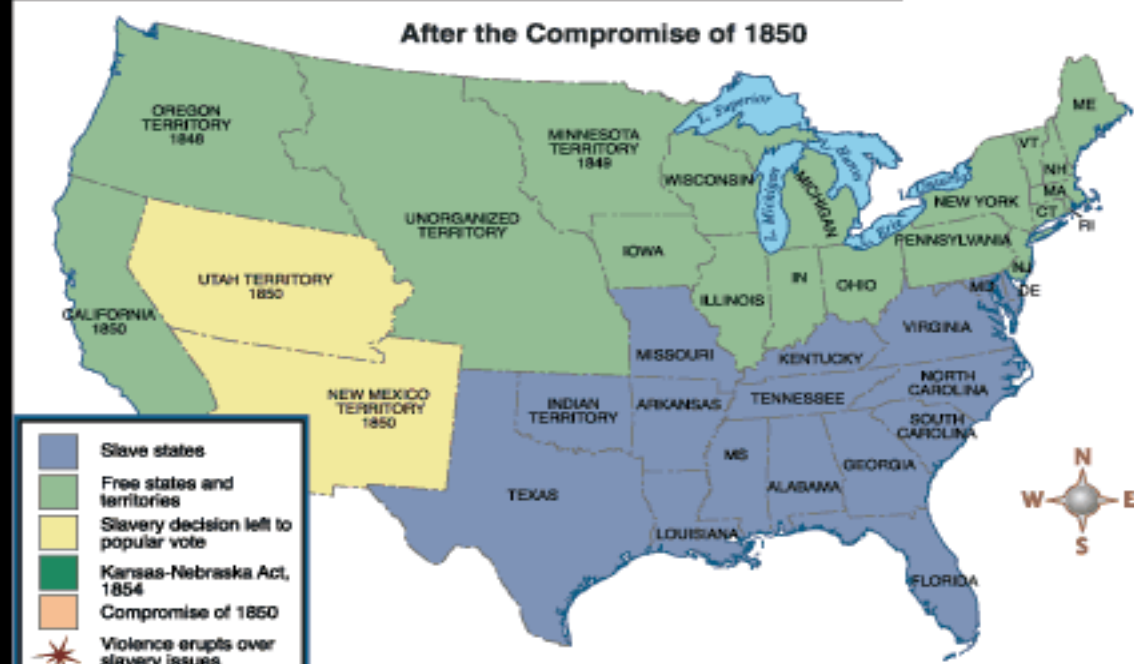 After the Compromise of 1850
OREGON
TERRITORY
1848
MINNESOTA
TERRITORY
1849
UNORGANIZED
TERRITORY
L. Superior
WISCONSIN
L. Michigan
MICHIGAN
L. Huron
L. Ontario
L. Erie
ME
VT
NH
MA
NEW YORK
CT
RI
PENNSYLVANIA
NJ
MD
DE
IOWA
ILLINOIS
IN
OHIO
UTAH TERRITORY
1850
CALIFORNIA
1850
NEW MEXICO
TERRITORY
1850
MISSOURI
KENTUCKY
VIRGINIA
NORTH
CAROLINA
INDIAN
TERRITORY
ARKANSAS
TENNESSEE
SOUTH
CAROLINA
MS
ALABAMA
GEORGIA
TEXAS
LOUISIANA
FLORIDA
Slave states
Free states and
territories
Slavery decision left to
popular vote
Kansas-Nebraska Act,
1854
Compromise of 1850
Violence erupts over
slavery issues
N
W
E
S